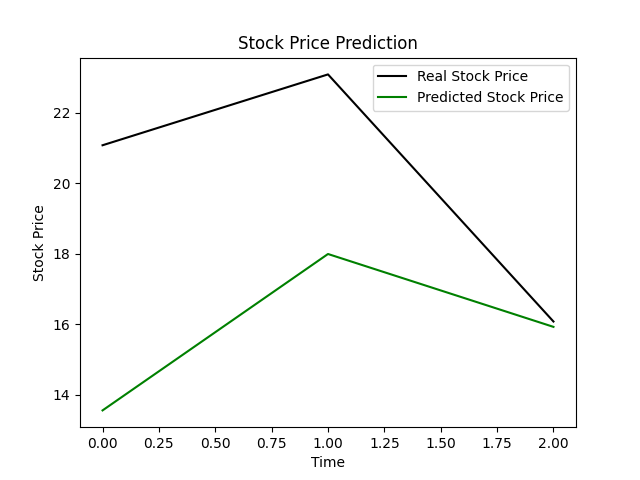 Stock Price Prediction
Real Stock Price
Predicted Stock Price
Stock Price
22
20
18
16
14
0.00 0.25 0.50 0.75 1.00 1.25 1.50 1.75 2.00
Time